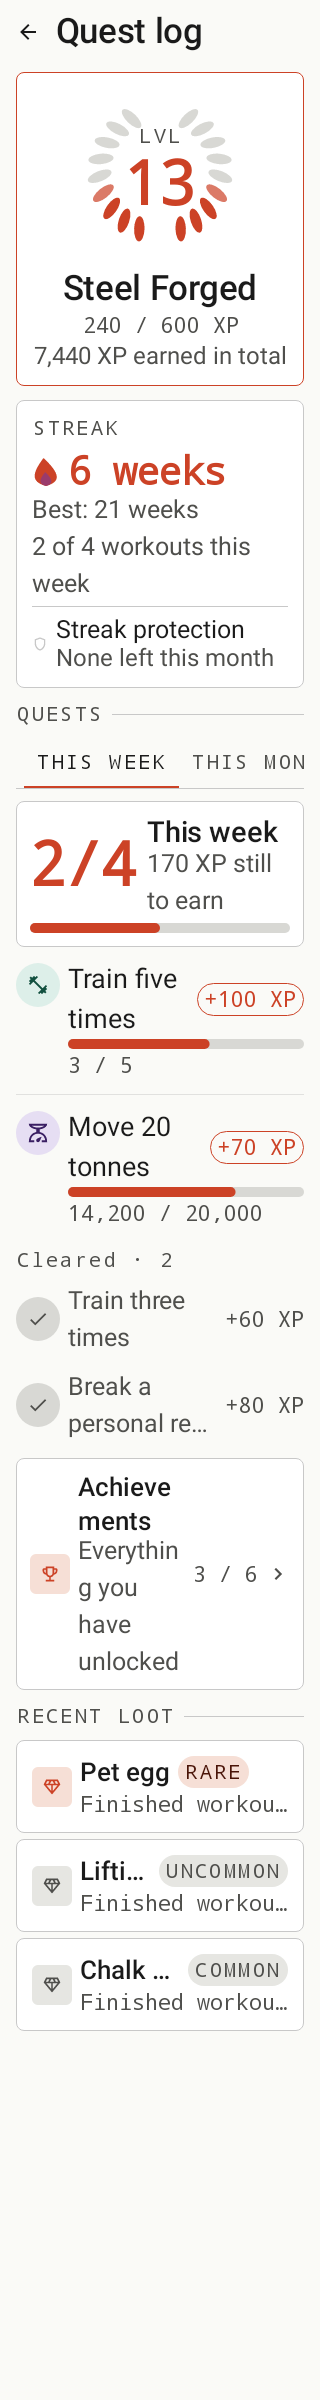 Quest log
LVL
13
Steel Forged
240 / 600 XP
7,440 XP earned in total
STREAK
6 weeks
Best: 21 weeks
2 of 4 workouts this
week
Streak protection
None left this month
QUESTS
THIS WEEK
THIS MON
2/4
This week
170 XP still
to earn
Train five
times
+100 XP
3 / 5
Move 20
tonnes
+70 XP
14,200 / 20,000
Cleared · 2
Train three
times
+60 XP
Break a
personal re…
+80 XP
Achieve
ments
Everythin
g you
have
unlocked
3 / 6
RECENT LOOT
Pet egg
RARE
Finished workou…
Lifti…
UNCOMMON
Finished workou…
Chalk …
COMMON
Finished workou…